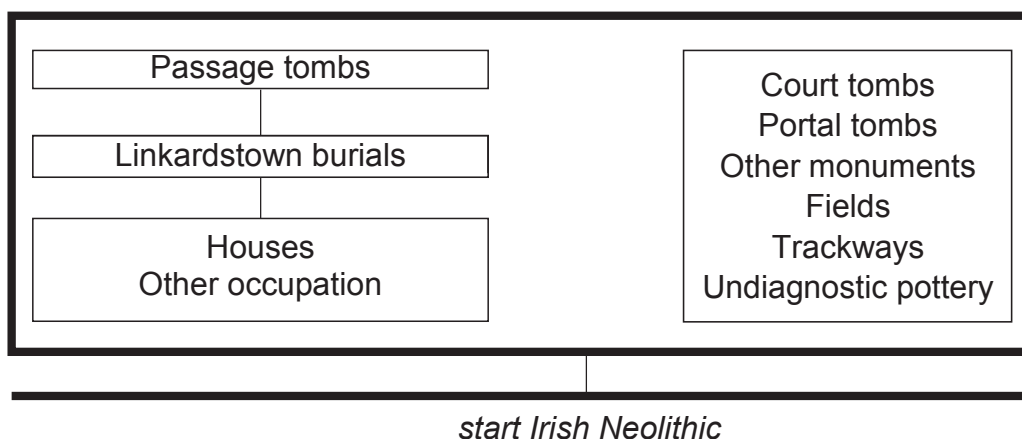 Passage tombs
Linkardstown burials
Houses
Other occupation
Court tombs
Portal tombs
Other monuments
Fields
Trackways
Undiagnostic pottery
start Irish Neolithic